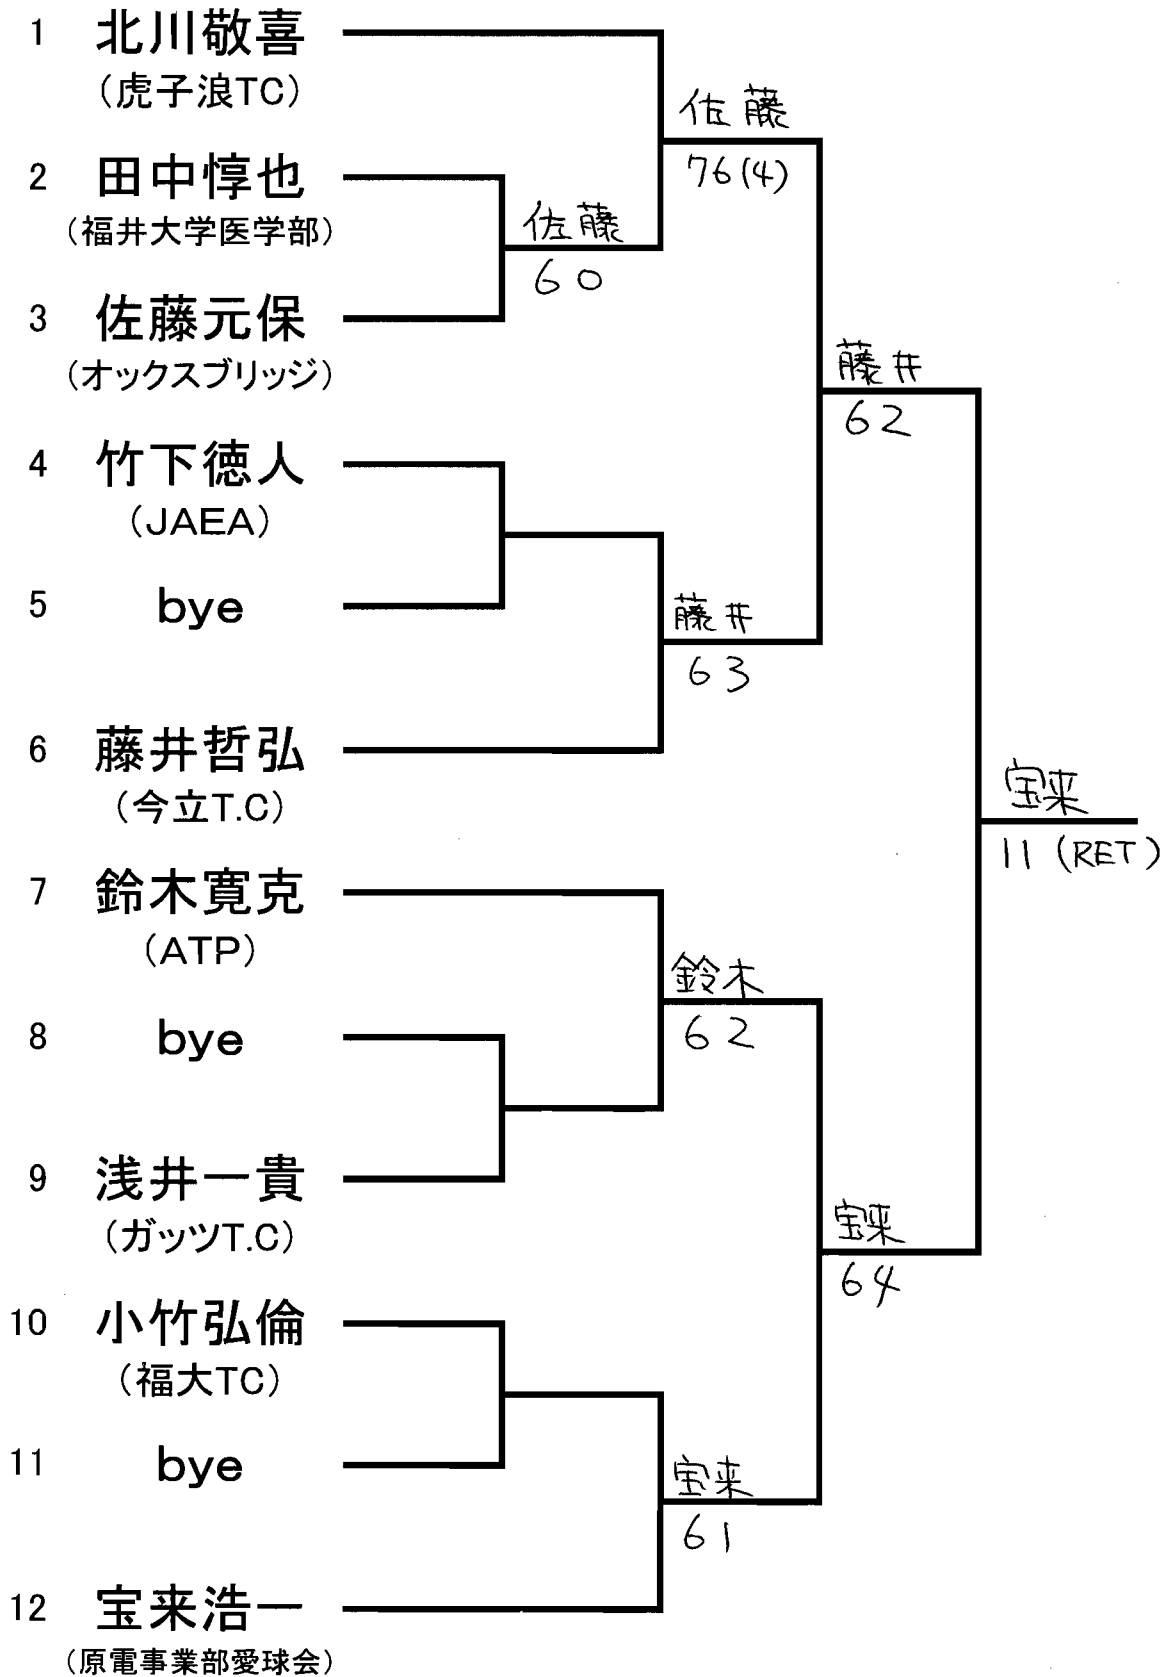 1 北川敬喜
(虎子浪TC)
佐藤
76(4)
2 田中惇也
(福井大学医学部)
佐藤
60
3 佐藤元保
(オックスブリッジ)
藤井
62
4 竹下徳人
(JAEA)
5 bye
藤井
63
6 藤井哲弘
(今立T.C)
宝来
11 (RET)
7 鈴木寛克
(ATP)
鈴木
62
8 bye
9 浅井一貴
(ガッツT.C)
宝来
64
10 小竹弘倫
(福大TC)
11 bye
宝来
61
12 宝来浩一
(原電事業部愛球会)